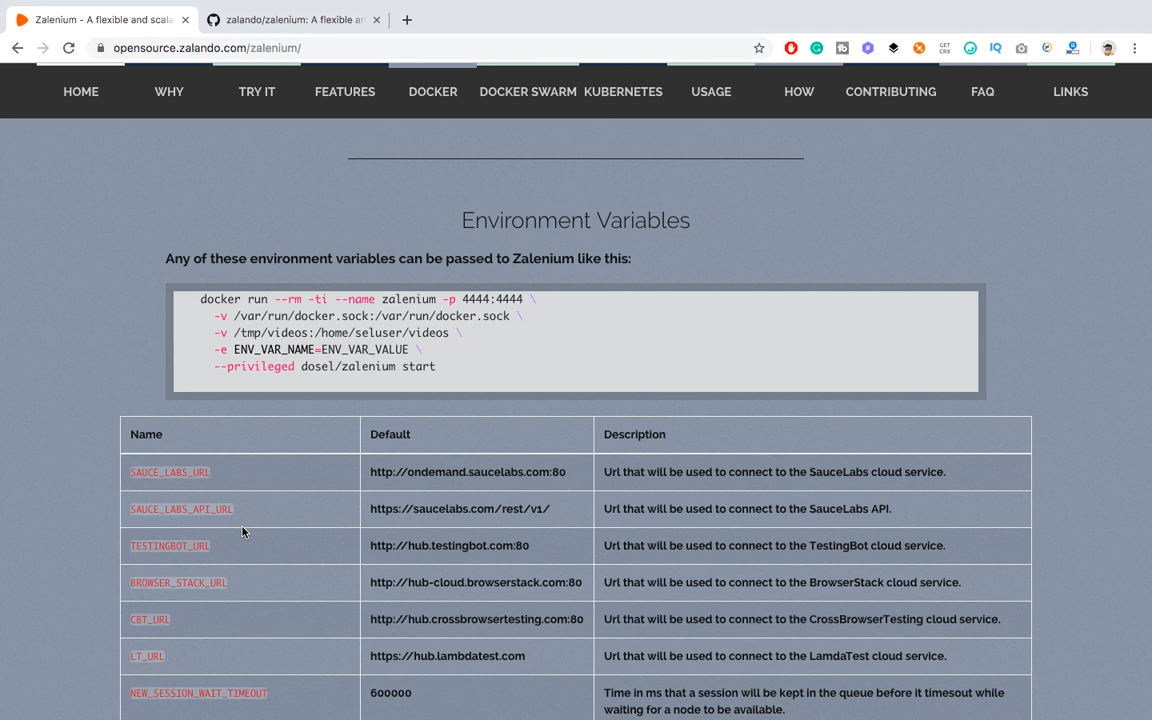 Zalenium - A flexible and scala
zalando/zalenium: A flexible an
opensource.zalando.com/zalenium/
GET CRX
IQ
HOME WHY TRY IT FEATURES DOCKER DOCKER SWARM KUBERNETES USAGE HOW CONTRIBUTING FAQ LINKS
Environment Variables
Any of these environment variables can be passed to Zalenium like this:
docker run --rm -ti --name zalenium -p 4444:4444 \
-v /var/run/docker.sock:/var/run/docker.sock \
-v /tmp/videos:/home/seluser/videos \
-e ENV_VAR_NAME=ENV_VAR_VALUE \
--privileged dosel/zalenium start
Name Default Description
SAUCE_LABS_URL http://ondemand.saucelabs.com:80 Url that will be used to connect to the SauceLabs cloud service.
SAUCE_LABS_API_URL https://saucelabs.com/rest/v1/ Url that will be used to connect to the SauceLabs API.
TESTINGBOT_URL http://hub.testingbot.com:80 Url that will be used to connect to the TestingBot cloud service.
BROWSER_STACK_URL http://hub-cloud.browserstack.com:80 Url that will be used to connect to the BrowserStack cloud service.
CBT_URL http://hub.crossbrowsertesting.com:80 Url that will be used to connect to the CrossBrowserTesting cloud service.
LT_URL https://hub.lambdatest.com Url that will be used to connect to the LamdaTest cloud service.
NEW_SESSION_WAIT_TIMEOUT 600000 Time in ms that a session will be kept in the queue before it timesout while
waiting for a node to be available.